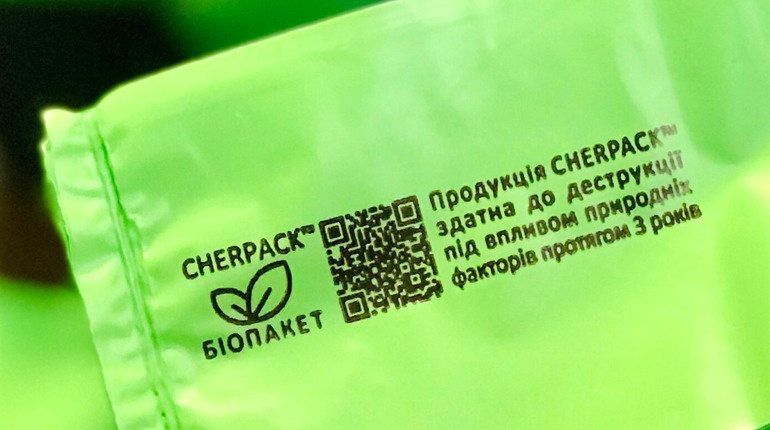 CHERPACK™
БІОПАКЕТ
Продукція CHERPACK™
здатна до деструкції
під впливом природніх
факторів протягом 3 років